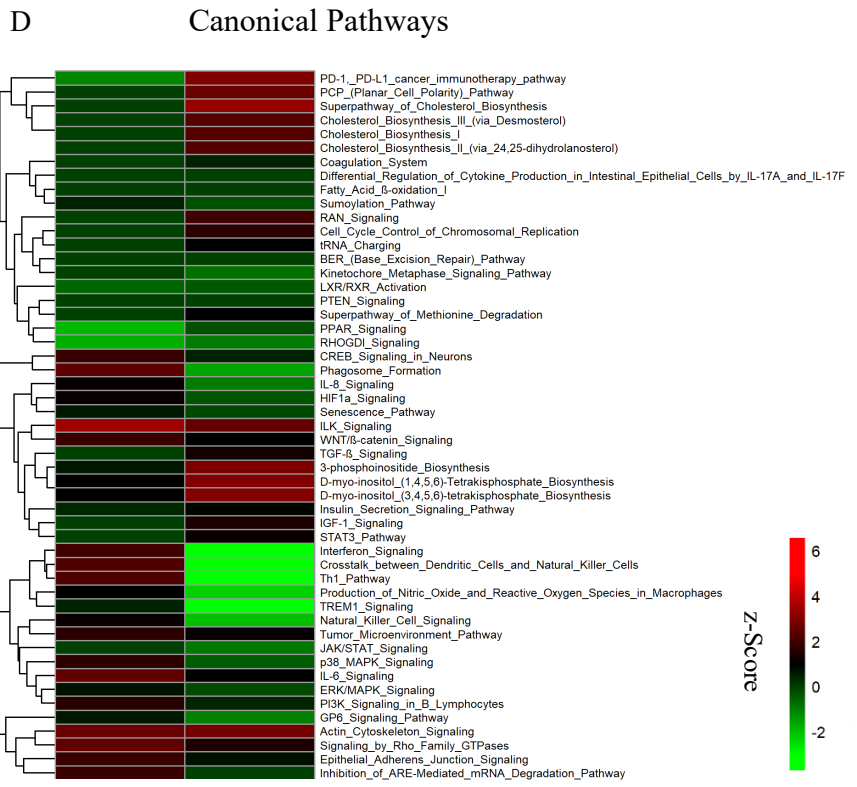 D
Canonical Pathways
PD-1,_PD-L1_cancer_immunotherapy_pathway
PCP_(Planar_Cell_Polarity)_Pathway
Superpathway_of_Cholesterol_Biosynthesis
Cholesterol_Biosynthesis_III_(via_Desmosterol)
Cholesterol_Biosynthesis_I
Cholesterol_Biosynthesis_II_(via_24,25-dihydrolanosterol)
Coagulation_System
Differential_Regulation_of_Cytokine_Production_in_Intestinal_Epithelial_Cells_by_IL-17A_and_IL-17F
Fatty_Acid_ß-oxidation_I
Sumoylation_Pathway
RAN_Signaling
Cell_Cycle_Control_of_Chromosomal_Replication
tRNA_Charging
BER_(Base_Excision_Repair)_Pathway
Kinetochore_Metaphase_Signaling_Pathway
LXR/RXR_Activation
PTEN_Signaling
Superpathway_of_Methionine_Degradation
PPAR_Signaling
RHOGDI_Signaling
CREB_Signaling_in_Neurons
Phagosome_Formation
IL-8_Signaling
HIF1a_Signaling
Senescence_Pathway
ILK_Signaling
WNT/ß-catenin_Signaling
TGF-ß_Signaling
3-phosphoinositide_Biosynthesis
D-myo-inositol_(1,4,5,6)-Tetrakisphosphate_Biosynthesis
D-myo-inositol_(3,4,5,6)-tetrakisphosphate_Biosynthesis
Insulin_Secretion_Signaling_Pathway
IGF-1_Signaling
STAT3_Pathway
Interferon_Signaling
Crosstalk_between_Dendritic_Cells_and_Natural_Killer_Cells
Th1_Pathway
Production_of_Nitric_Oxide_and_Reactive_Oxygen_Species_in_Macrophages
TREM1_Signaling
Natural_Killer_Cell_Signaling
Tumor_Microenvironment_Pathway
JAK/STAT_Signaling
p38_MAPK_Signaling
IL-6_Signaling
ERK/MAPK_Signaling
PI3K_Signaling_in_B_Lymphocytes
GP6_Signaling_Pathway
Actin_Cytoskeleton_Signaling
Signaling_by_Rho_Family_GTPases
Epithelial_Adherens_Junction_Signaling
Inhibition_of_ARE-Mediated_mRNA_Degradation_Pathway
z-Score
6
4
2
0
-2